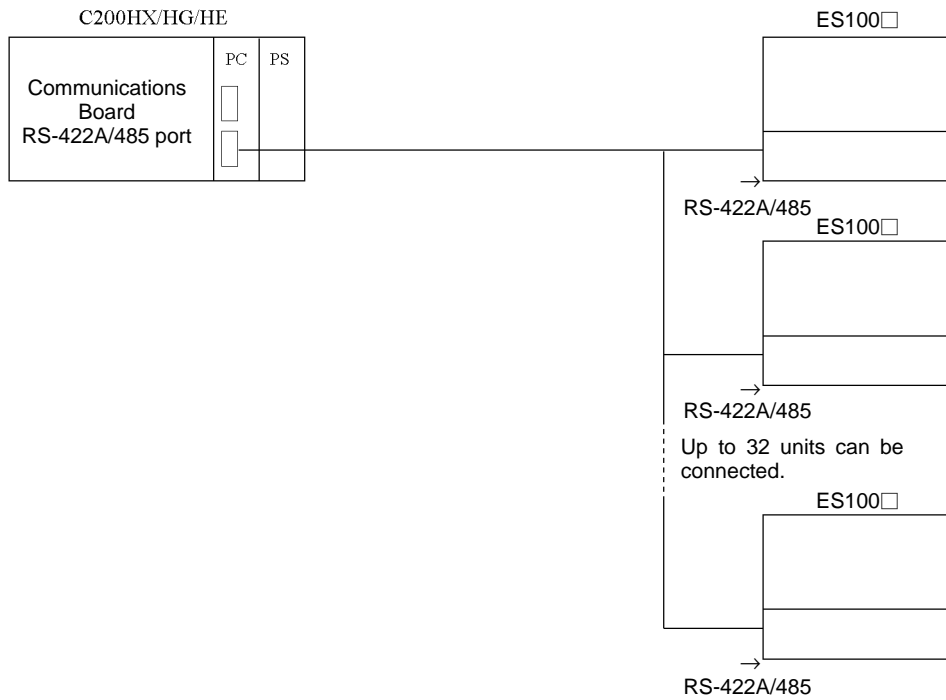 C200HX/HG/HE
Communications
Board
RS-422A/485 port
PC
PS
ES100□
→
RS-422A/485
ES100□
→
RS-422A/485
Up to 32 units can be
connected.
ES100□
→
RS-422A/485